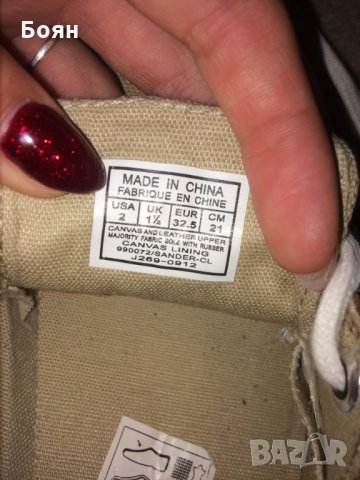 Боян
MADE IN CHINA
FABRIQUE EN CHINE
USA UK EUR CM
2 1½ 32.5 21
CANVAS AND LEATHER UPPER
MAJORITY FABRIC SOLE WITH RUBBER
CANVAS LINING
990072/SANDER-CL
J269-0912
BAZAR